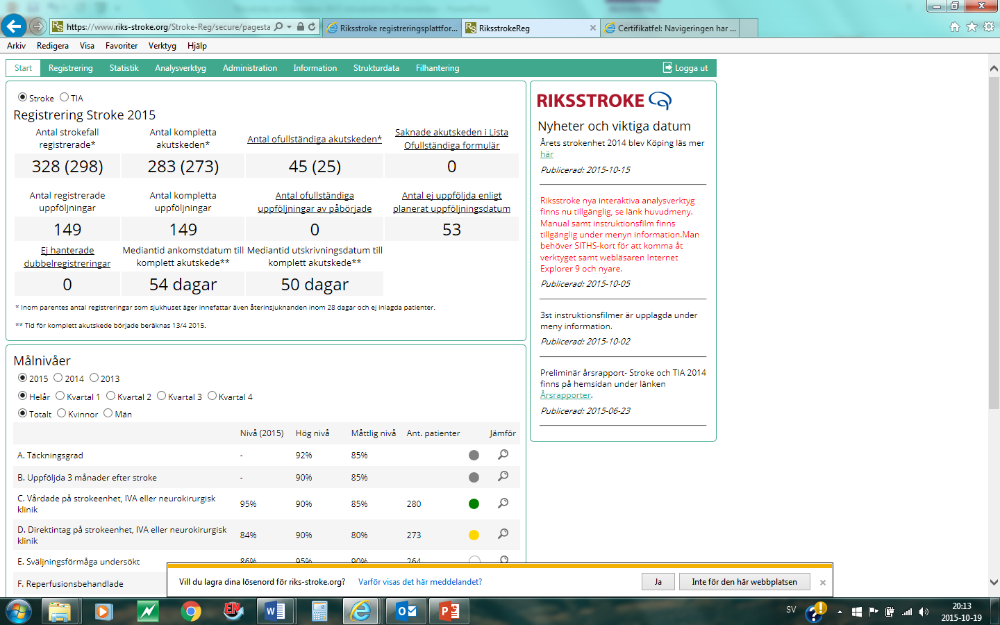 https://www.riks-stroke.org/Stroke-Reg/secure/pagesta
Riksstroke registreringsplattfor...
RiksstrokeReg
Certifikatfel: Navigeringen har ...
Arkiv Redigera Visa Favoriter Verktyg Hjälp
Start Registrering Statistik Analysverktyg Administration Information Strukturdata Filhantering Logga ut
Stroke TIA
Registrering Stroke 2015
Antal strokefall registrerade*
328 (298)
Antal kompletta akutskeden*
283 (273)
Antal ofullständiga akutskeden*
45 (25)
Saknade akutskeden i Lista
Ofullständiga formulär
0
Antal registrerade uppföljningar
149
Antal kompletta uppföljningar
149
Antal ofullständiga
uppföljningar av påbörjade
0
Antal ej uppföljda enligt
planerat uppföljningsdatum
53
Ej hanterade
dubbelregistreringar
0
Mediantid ankomstdatum till
komplett akutskede**
54 dagar
Mediantid utskrivningsdatum till
komplett akutskede**
50 dagar
* Inom parentes antal registreringar som sjukhuset äger innefattar även återinsjuknanden inom 28 dagar och ej inlagda patienter.
** Tid för komplett akutskede började beräknas 13/4 2015.
Målnivåer
2015 2014 2013
Helår Kvartal 1 Kvartal 2 Kvartal 3 Kvartal 4
Totalt Kvinnor Män
Nivå (2015) Hög nivå Måttlig nivå Ant. patienter Jämför
A. Täckningsgrad - 92% 85%
B. Uppföljda 3 månader efter stroke - 90% 85%
C. Vårdade på strokeenhet, IVA eller neurokirurgisk
klinik 95% 90% 85% 280
D. Direktintag på strokeenhet, IVA eller neurokirurgisk
klinik 84% 90% 80% 273
E. Sväljningsförmåga undersökt 86% 95% 90% 264
F. Reperfusionsbehandlade
RIKSSTROKE
Nyheter och viktiga datum
Årets strokenhet 2014 blev Köping läs mer
här
Publicerad: 2015-10-15
Riksstroke nya interaktiva analysverktyg
finns nu tillgänglig, se länk huvudmeny.
Manual samt instruktionsfilm finns
tillgänglig under menyn information.Man
behöver SITHS-kort för att komma åt
verktyget samt webläsaren Internet
Explorer 9 och nyare.
Publicerad: 2015-10-05
3st instruktionsfilmer är upplagda under
meny information.
Publicerad: 2015-10-02
Preliminär årsrapport- Stroke och TIA 2014
finns på hemsidan under länken
Årsrapporter.
Publicerad: 2015-06-23
Vill du lagra dina lösenord för riks-stroke.org? Varför visas det här meddelandet? Ja Inte för den här webbplatsen
SV
20:13
2015-10-19